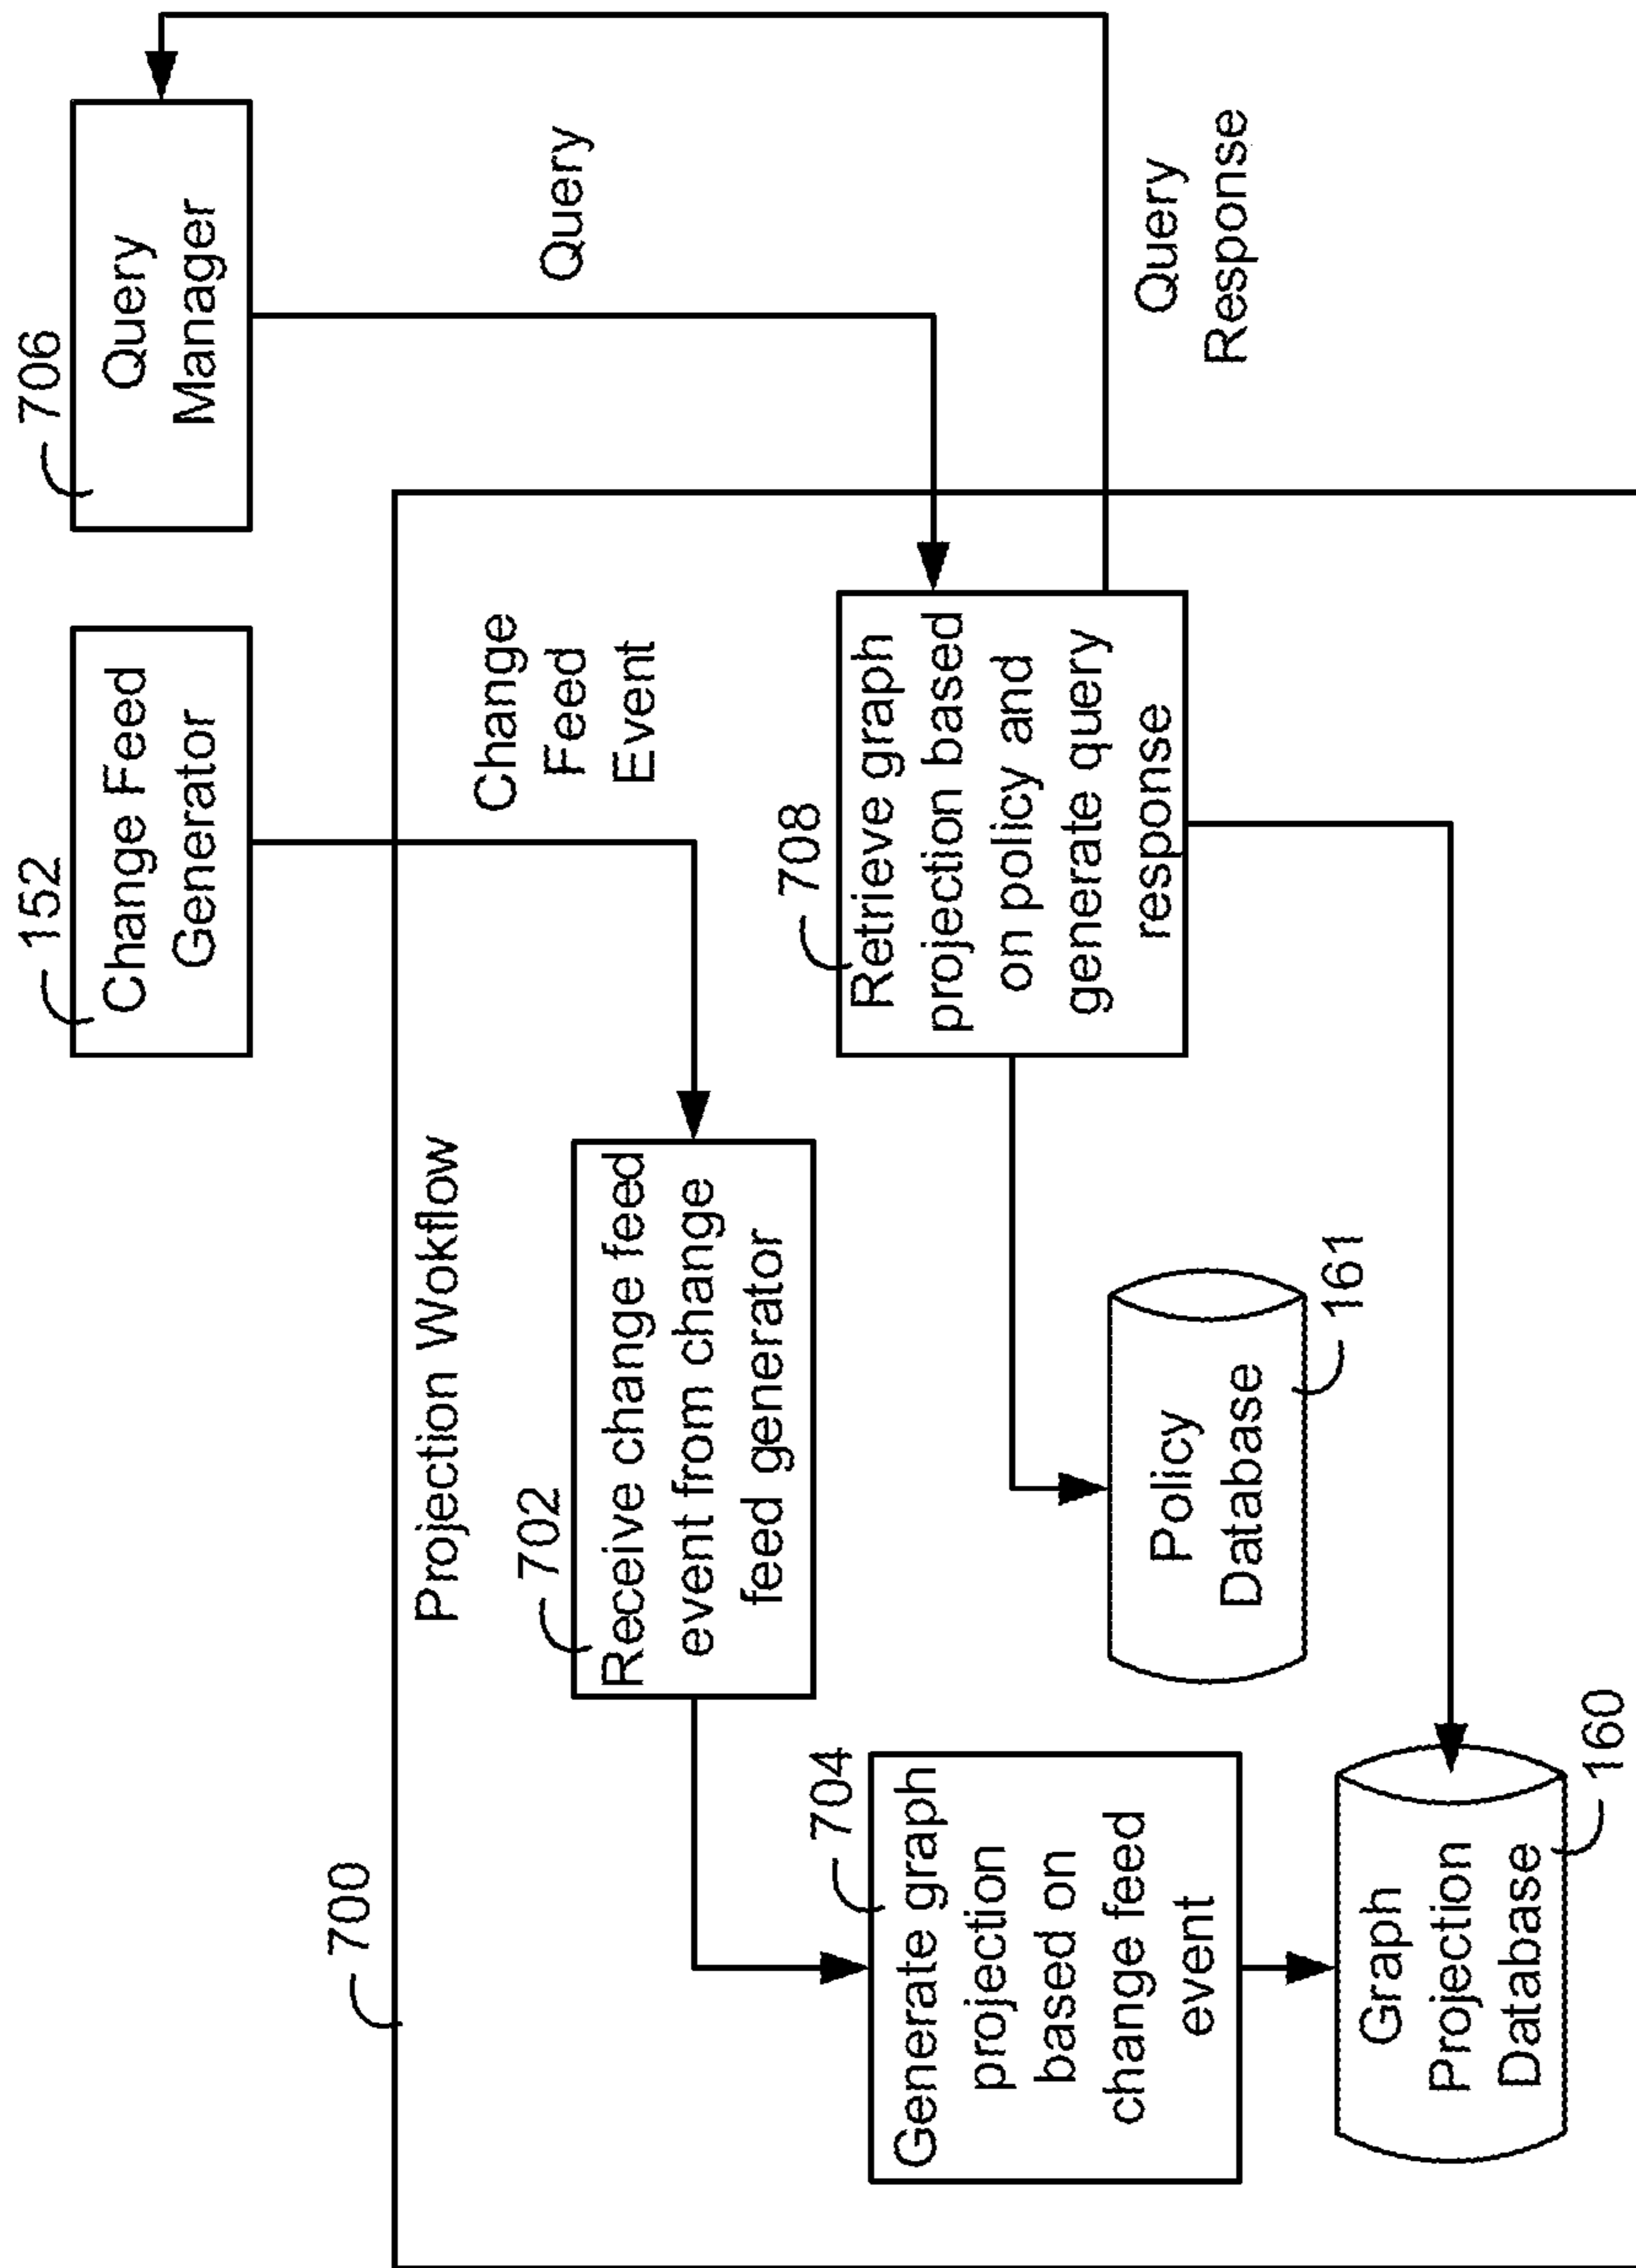 700
Projection Wokflow
152
Change Feed
Generator
706
Query
Manager
Change
Feed
Event
Query
702
Receive change feed
event from change
feed generator
704
Generate graph
projection
based on
change feed
event
708
Retrieve graph
projection based
on policy and
generate query
response
Query
Response
Policy
Database
161
Graph
Projection
Database
160